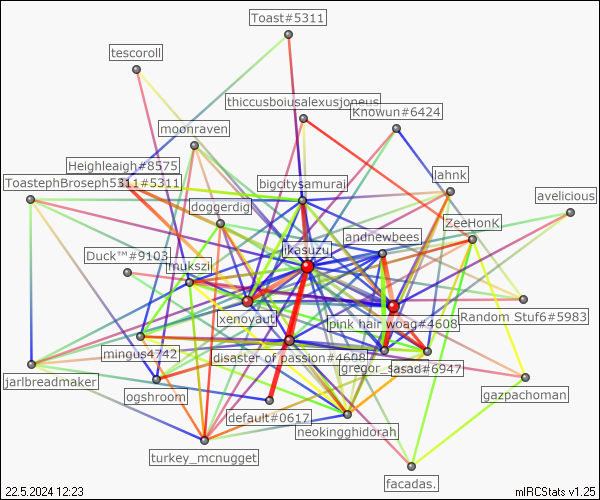 Toast#5311
tescoroll
thiccusboiusalexusjoneus
Knowun#6424
moonraven
Heighleaigh#8575
ToastephBroseph5311#5311
bigcitysamurai
lahnk
avelicious
doggerdig
ZeeHonK
andnewbees
ikasuzu
Duck™#9103
mukszii
xenoyaut
pink hair woag#4608
Random Stuf6#5983
mingus4742
disaster of passion#4608
gregor_sasad#6947
jarlbreadmaker
ogshroom
gazpachoman
default#0617
neokingghidorah
turkey_mcnugget
facadas.
22.5.2024 12:23
mIRCStats v1.25